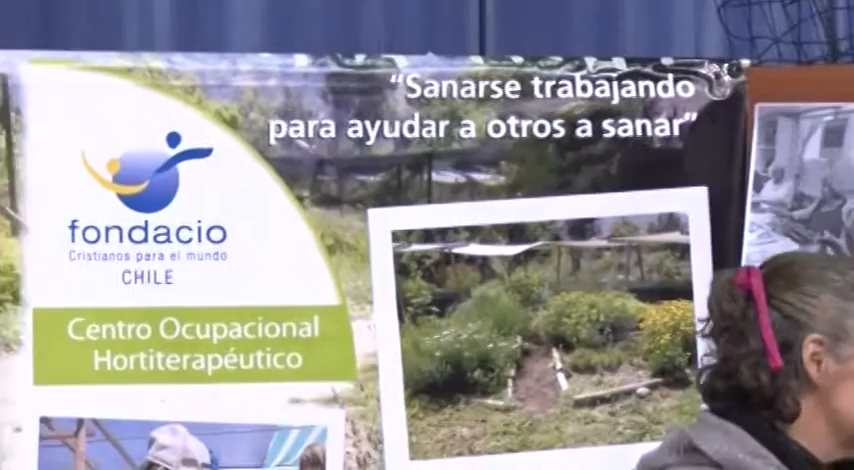 “Sanarse trabajando
para ayudar a otros a sanar”
fondacio
Cristianos para el mundo
CHILE
Centro Ocupacional
Hortiterapéutico